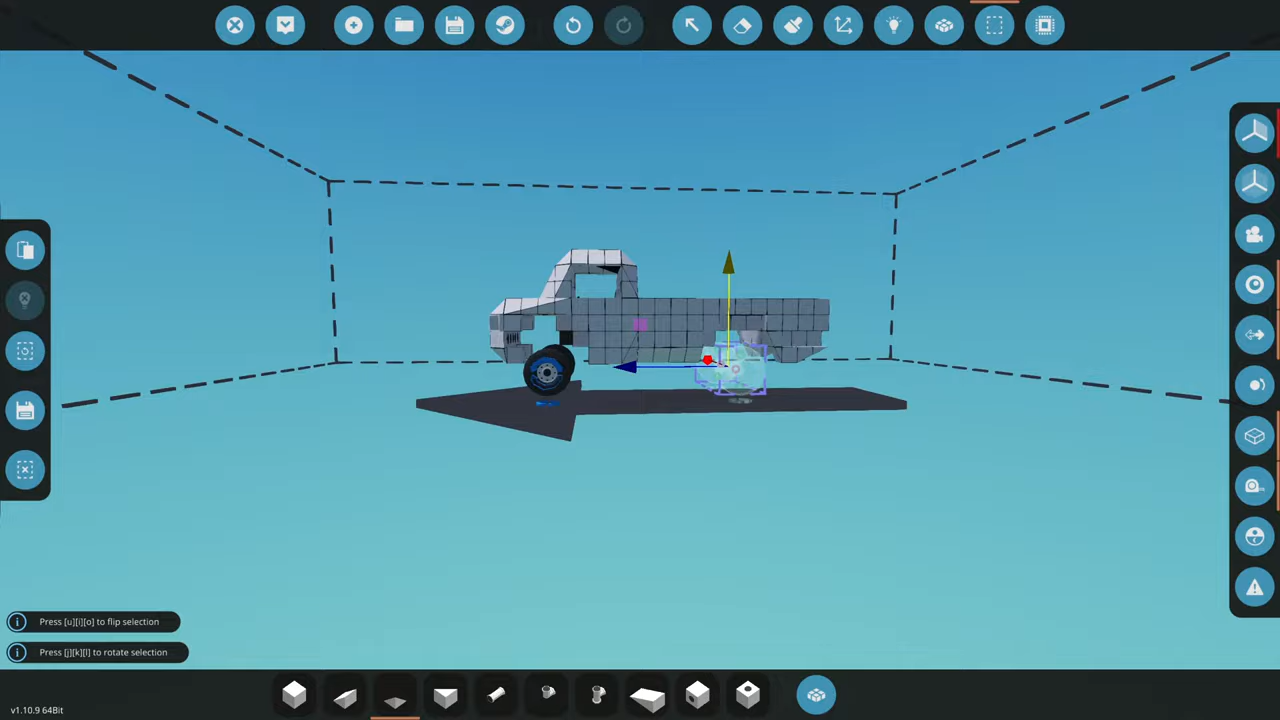 Press [u][i][o] to flip selection
Press [j][k][l] to rotate selection
v1.10.9 64Bit